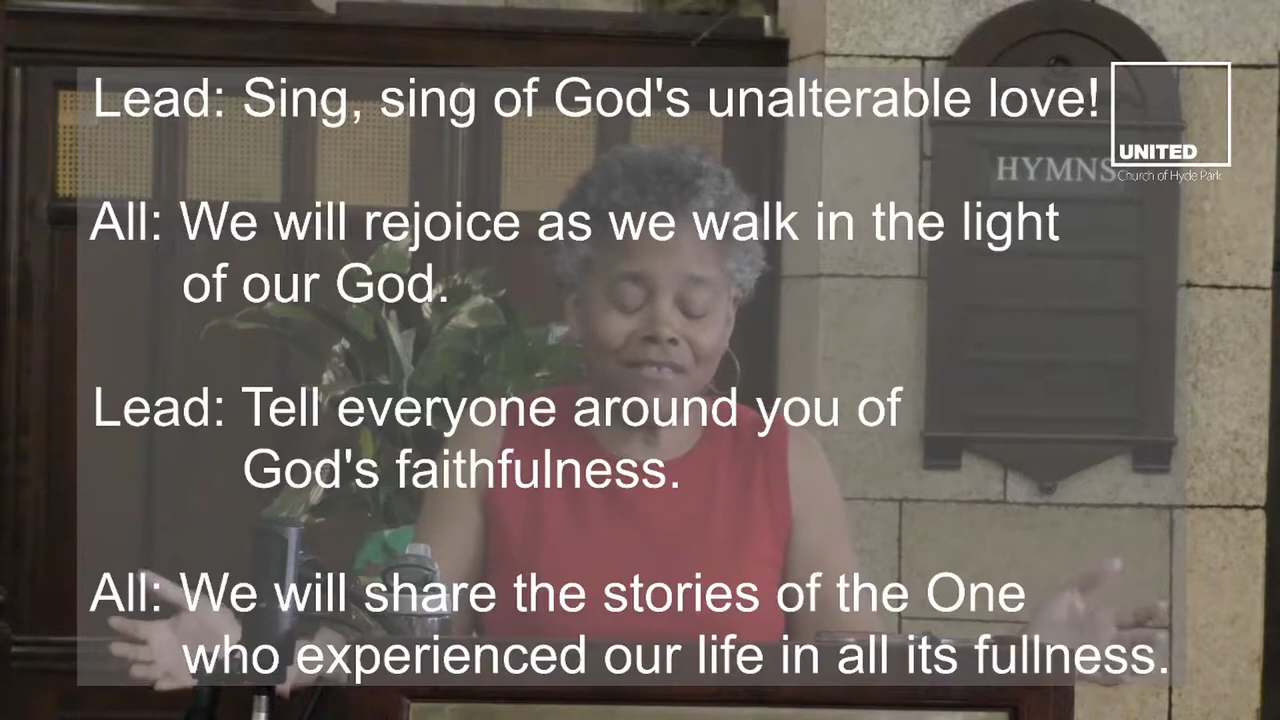 Lead: Sing, sing of God's unalterable love!
UNITED
HYMNS
Church of Hyde Park
All: We will rejoice as we walk in the light
of our God.
Lead: Tell everyone around you of
God's faithfulness.
All: We will share the stories of the One
who experienced our life in all its fullness.